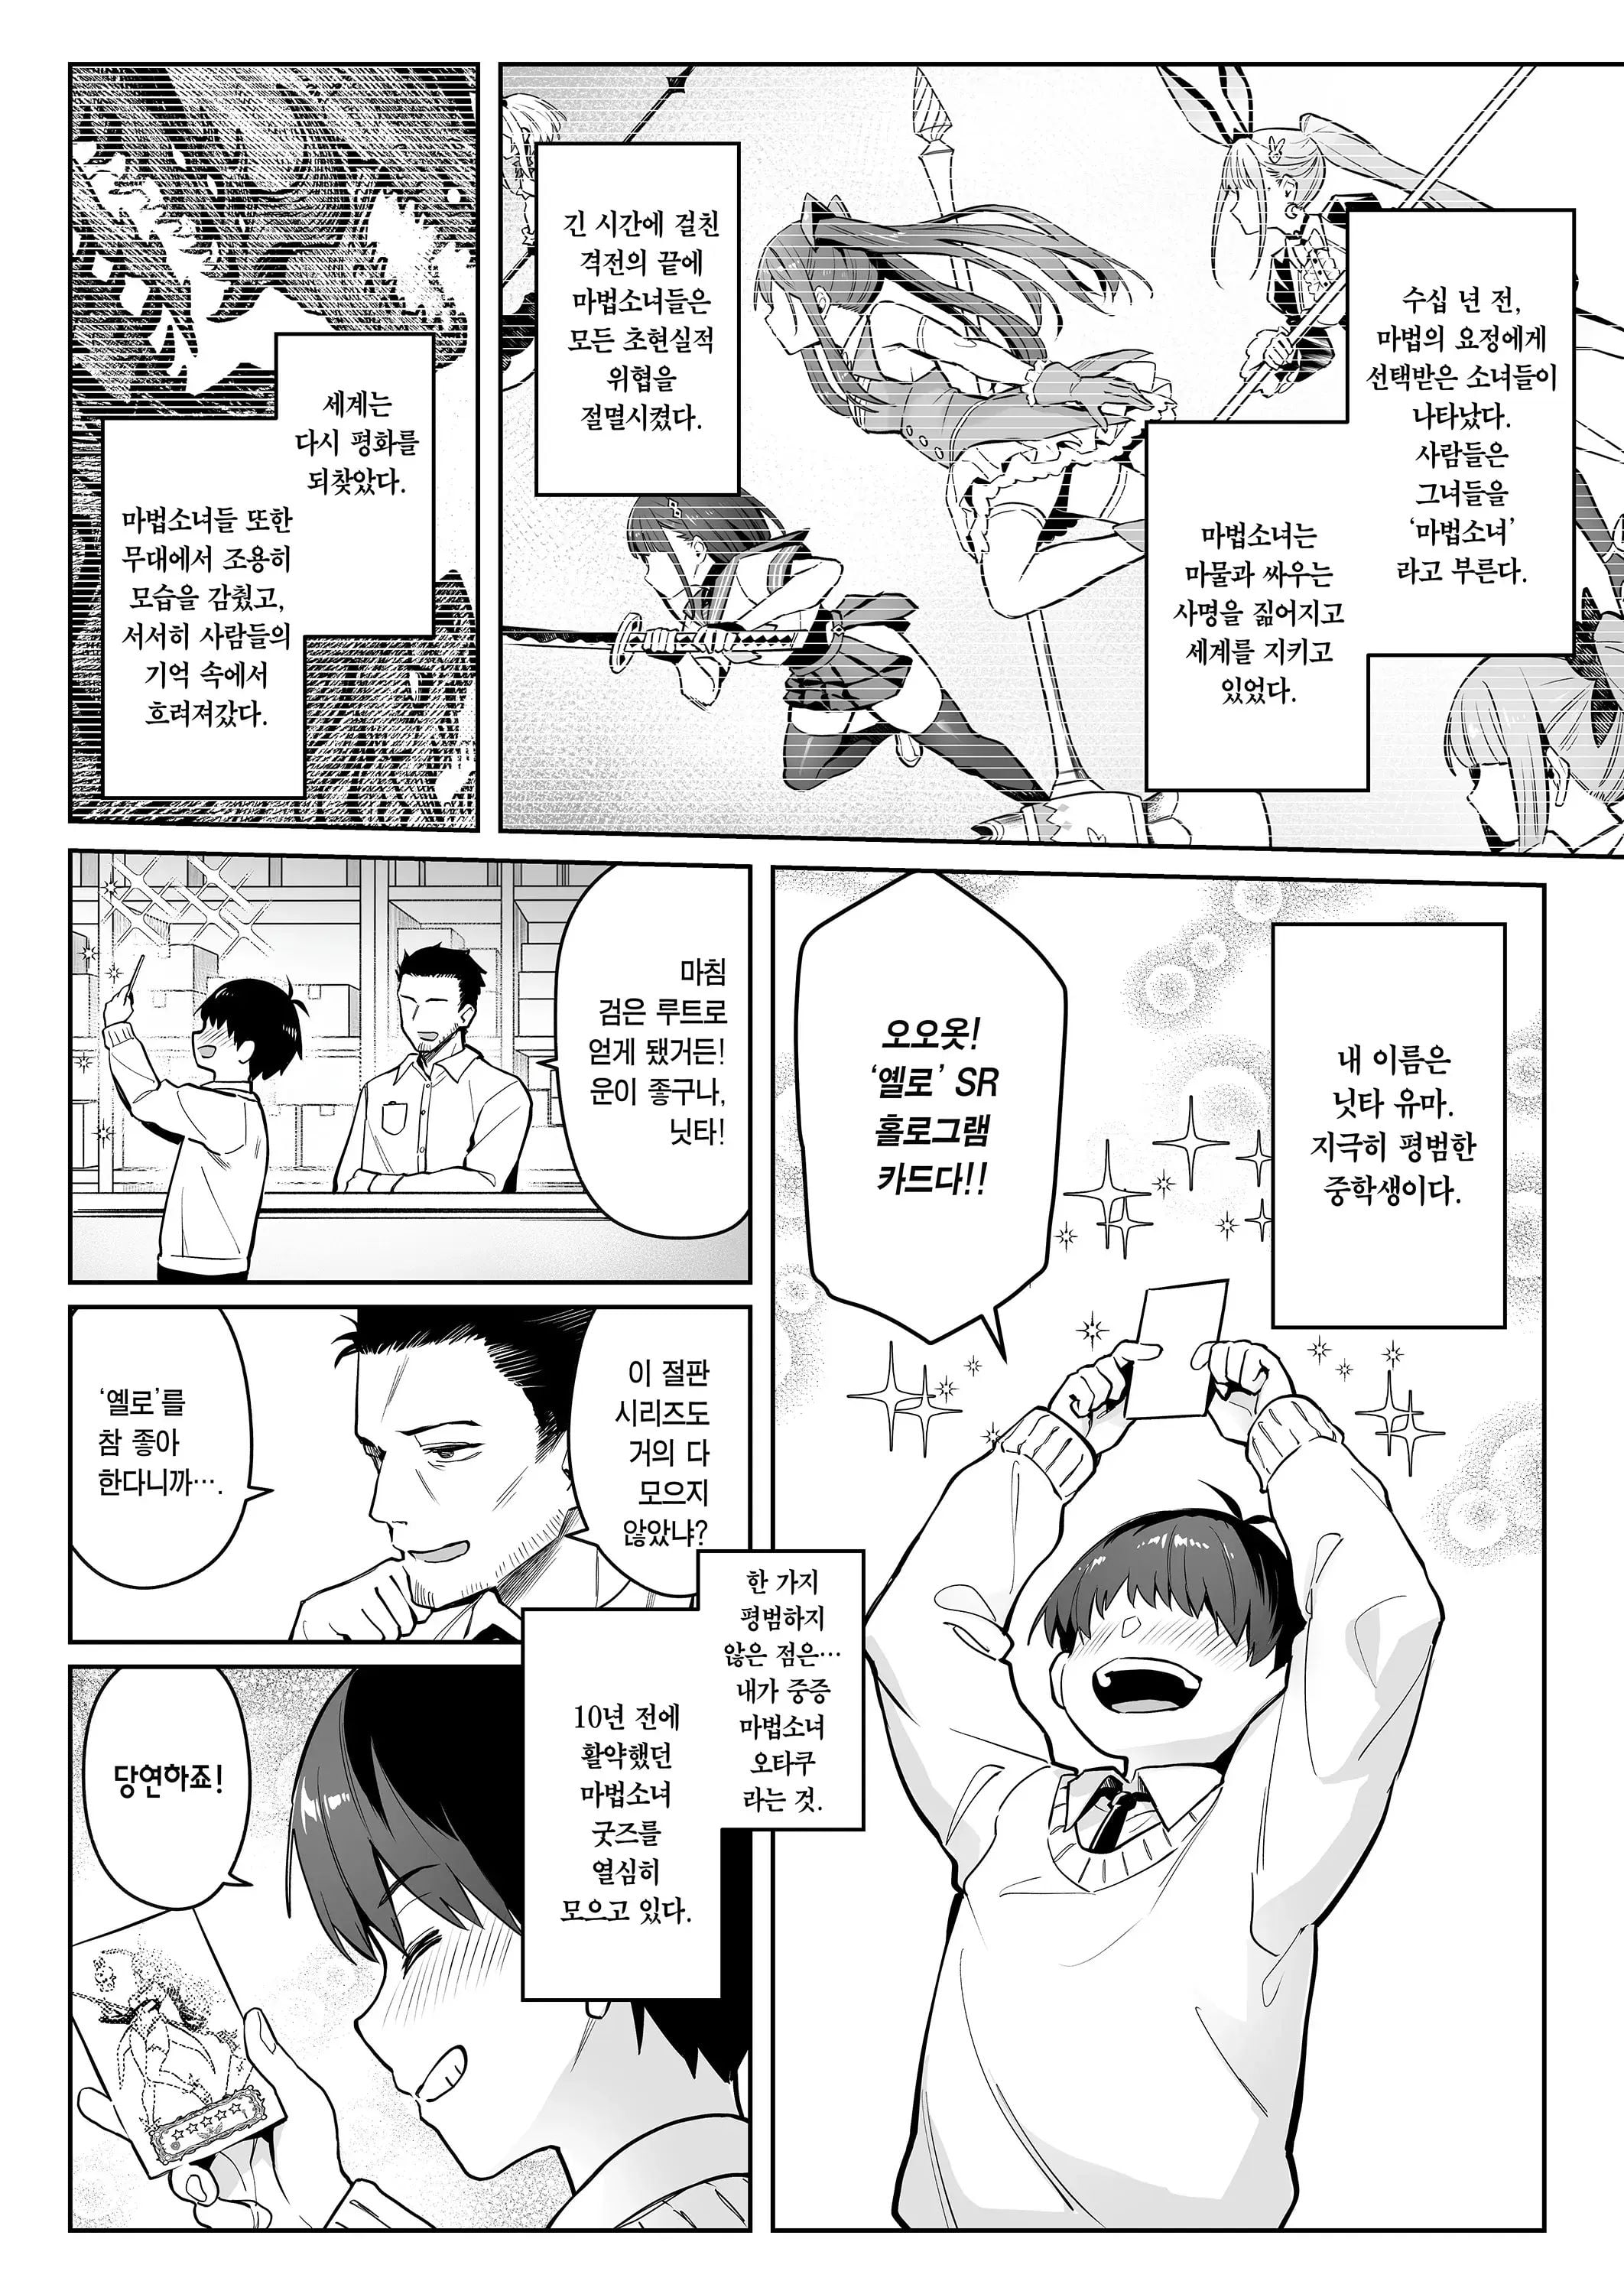 수십 년 전,
마법의 요정에게
선택받은 소녀들이
나타났다.
사람들은
그녀들을
‘마법소녀’
라고 부른다.
마법소녀는
마물과 싸우는
사명을 짊어지고
세계를 지키고
있었다.
긴 시간에 걸친
격전의 끝에
마법소녀들은
모든 초현실적
위협을
절멸시켰다.
세계는
다시 평화를
되찾았다.
마법소녀들 또한
무대에서 조용히
모습을 감췄고,
서서히 사람들의
기억 속에서
흐려져갔다.
내 이름은
닛타 유마.
지극히 평범한
중학생이다.
오오옷!
‘옐로’ SR
홀로그램
카드다!!
마침
검은 루트로
얻게 됐거든!
운이 좋구나,
닛타!
이 절판
시리즈도
거의 다
모으지
않았냐?
‘옐로’를
참 좋아
한다니까….
한 가지
평범하지
않은 점은…
내가 중증
마법소녀
오타쿠
라는 것.
10년 전에
활약했던
마법소녀
굿즈를
열심히
모으고 있다.
당연하죠!